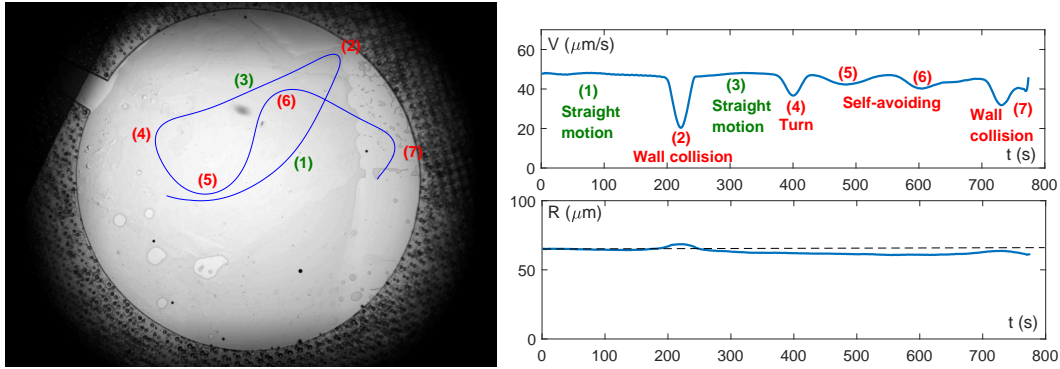 (2)
(3)
(6)
(4)
(7)
(1)
(5)
V (μm/s)
60
40
20
0
(1)
Straight
motion
(2)
Wall collision
(3)
Straight
motion
(4)
Turn
(5)
(6)
Self-avoiding
Wall
(7)
collision
t (s)
0 100 200 300 400 500 600 700 800
R (μm)
100
50
0
t (s)
0 100 200 300 400 500 600 700 800